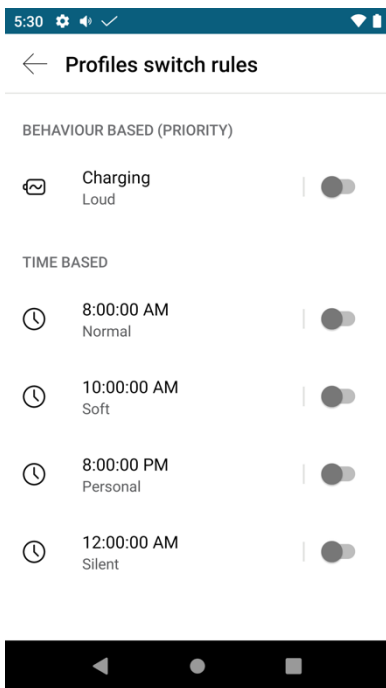 5:30
Profiles switch rules
BEHAVIOUR BASED (PRIORITY)
Charging
Loud
TIME BASED
8:00:00 AM
Normal
10:00:00 AM
Soft
8:00:00 PM
Personal
12:00:00 AM
Silent